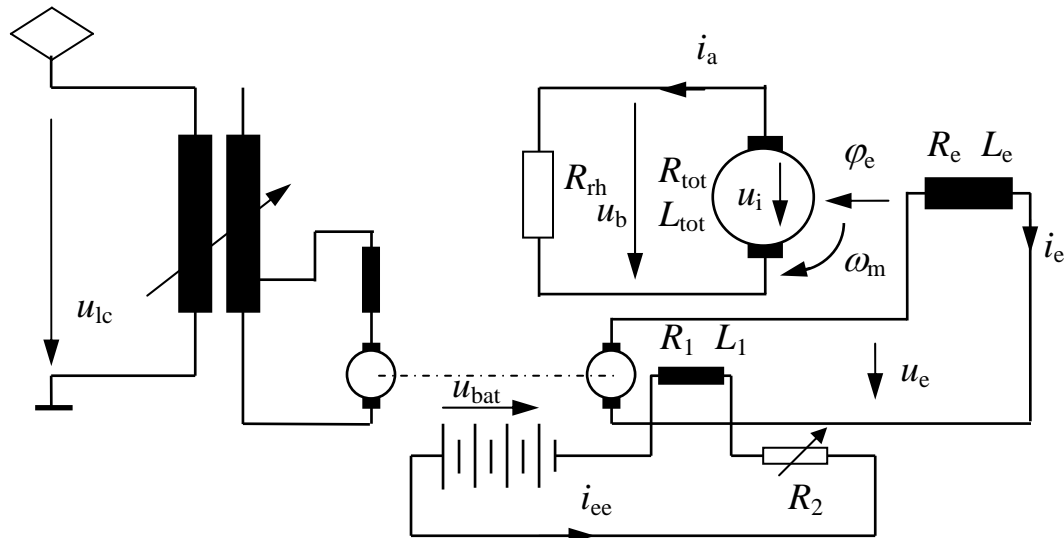 i_a
R_rh
u_b
R_tot
L_tot
u_i
φ_e
ω_m
R_e L_e
i_e
u_lc
R_1 L_1
u_e
u_bat
R_2
i_ee